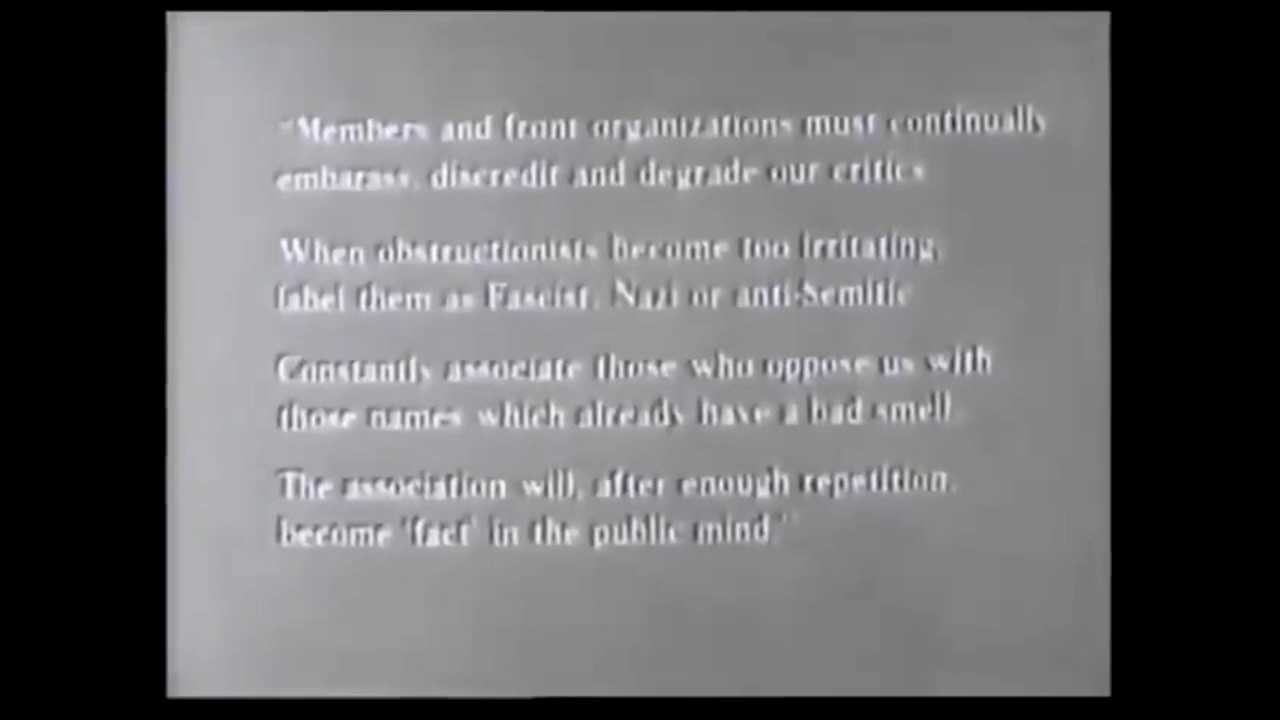 "Members and front organizations must continually
embarass, discredit and degrade our critics
When obstructionists become too irritating,
label them as Fascist, Nazi or anti-Semitic
Constantly associate those who oppose us with
those names which already have a bad smell.
The association will, after enough repetition,
become 'fact' in the public mind."